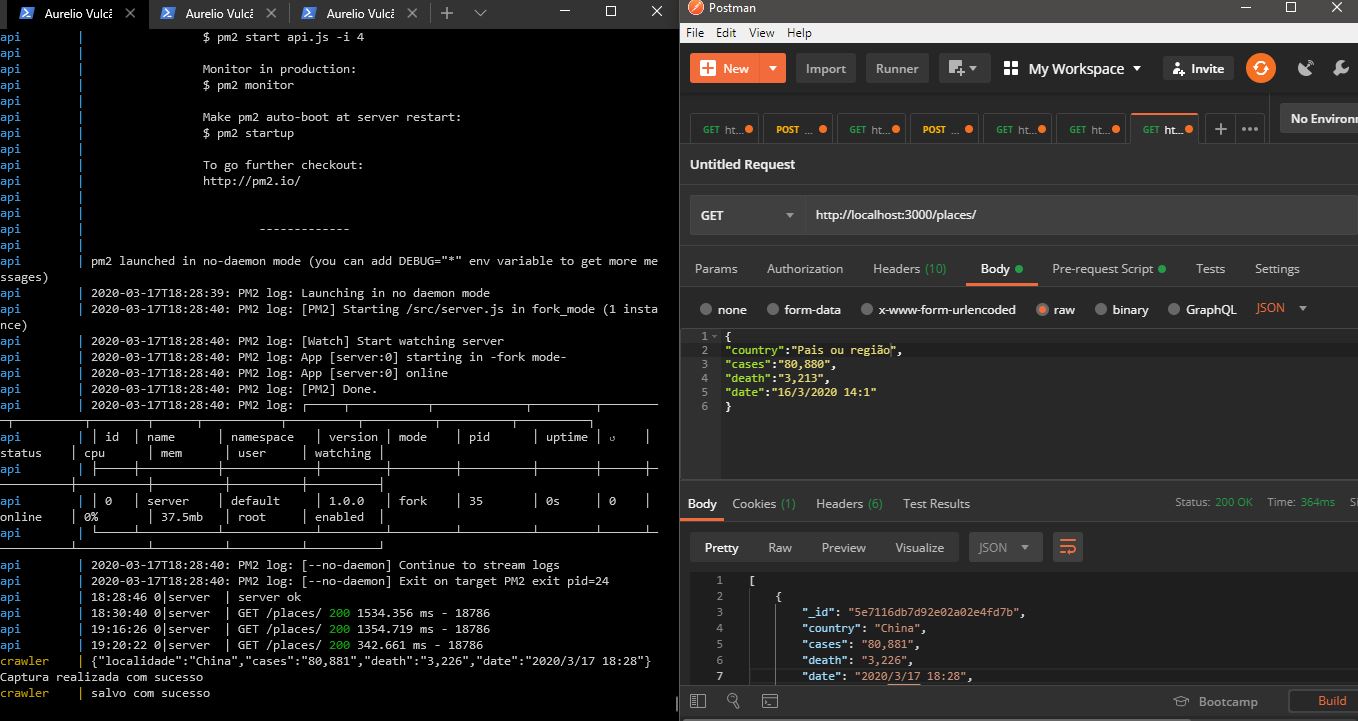 Aurelio Vulcã
Aurelio Vulcã
Aurelio Vulcã
api | $ pm2 start api.js -i 4
api |
api | Monitor in production:
api | $ pm2 monitor
api |
api | Make pm2 auto-boot at server restart:
api | $ pm2 startup
api |
api | To go further checkout:
api | http://pm2.io/
api |
api |
api | -------------
api |
api | pm2 launched in no-daemon mode (you can add DEBUG="*" env variable to get more me
ssages)
api | 2020-03-17T18:28:39: PM2 log: Launching in no daemon mode
api | 2020-03-17T18:28:40: PM2 log: [PM2] Starting /src/server.js in fork_mode (1 insta
nce)
api | 2020-03-17T18:28:40: PM2 log: [Watch] Start watching server
api | 2020-03-17T18:28:40: PM2 log: App [server:0] starting in -fork mode-
api | 2020-03-17T18:28:40: PM2 log: App [server:0] online
api | 2020-03-17T18:28:40: PM2 log: [PM2] Done.
api | 2020-03-17T18:28:40: PM2 log:
api | │ id │ name │ namespace │ version │ mode │ pid │ uptime │ ↺ │
status │ cpu │ mem │ user │ watching │
api |
api | │ 0 │ server │ default │ 1.0.0 │ fork │ 35 │ 0s │ 0 │
online │ 0% │ 37.5mb │ root │ enabled │
api |
api | 2020-03-17T18:28:40: PM2 log: [--no-daemon] Continue to stream logs
api | 2020-03-17T18:28:40: PM2 log: [--no-daemon] Exit on target PM2 exit pid=24
api | 18:28:46 0|server | server ok
api | 18:30:40 0|server | GET /places/ 200 1534.356 ms - 18786
api | 19:16:26 0|server | GET /places/ 200 1354.719 ms - 18786
api | 19:20:22 0|server | GET /places/ 200 342.661 ms - 18786
crawler | {"localidade":"China","cases":"80,881","death":"3,226","date":"2020/3/17 18:28"}
Captura realizada com sucesso
crawler | salvo com sucesso
Postman
File Edit View Help
New Import Runner My Workspace Invite
GET ht... POST ... GET ht... POST ... GET ht... GET ht... GET ht... No Environ
Untitled Request
GET http://localhost:3000/places/
Params Authorization Headers (10) Body Pre-request Script Tests Settings
none form-data x-www-form-urlencoded raw binary GraphQL JSON
1 {
2 "country":"Pais ou região",
3 "cases":"80,880",
4 "death":"3,213",
5 "date":"16/3/2020 14:1"
6 }
Body Cookies (1) Headers (6) Test Results Status: 200 OK Time: 364ms
Pretty Raw Preview Visualize JSON
1 [
2 {
3 "_id": "5e7116db7d92e02a02e4fd7b",
4 "country": "China",
5 "cases": "80,881",
6 "death": "3,226",
7 "date": "2020/3/17 18:28",
Bootcamp Build